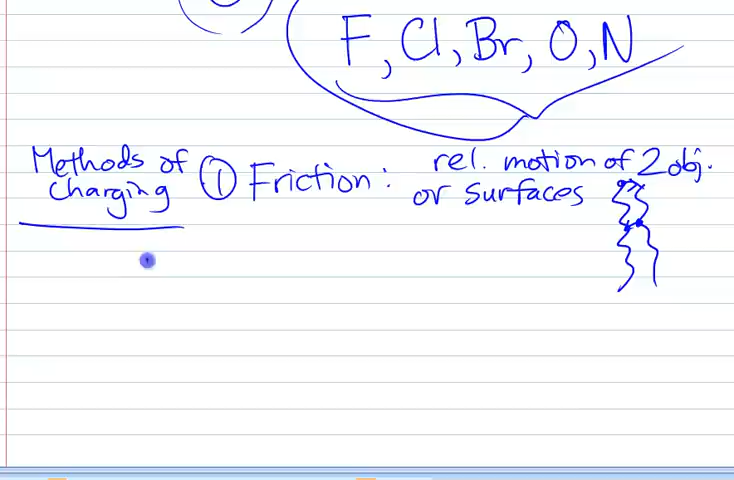 F, Cl, Br, O, N
Methods of charging
① Friction: rel. motion of 2 obj.
or surfaces